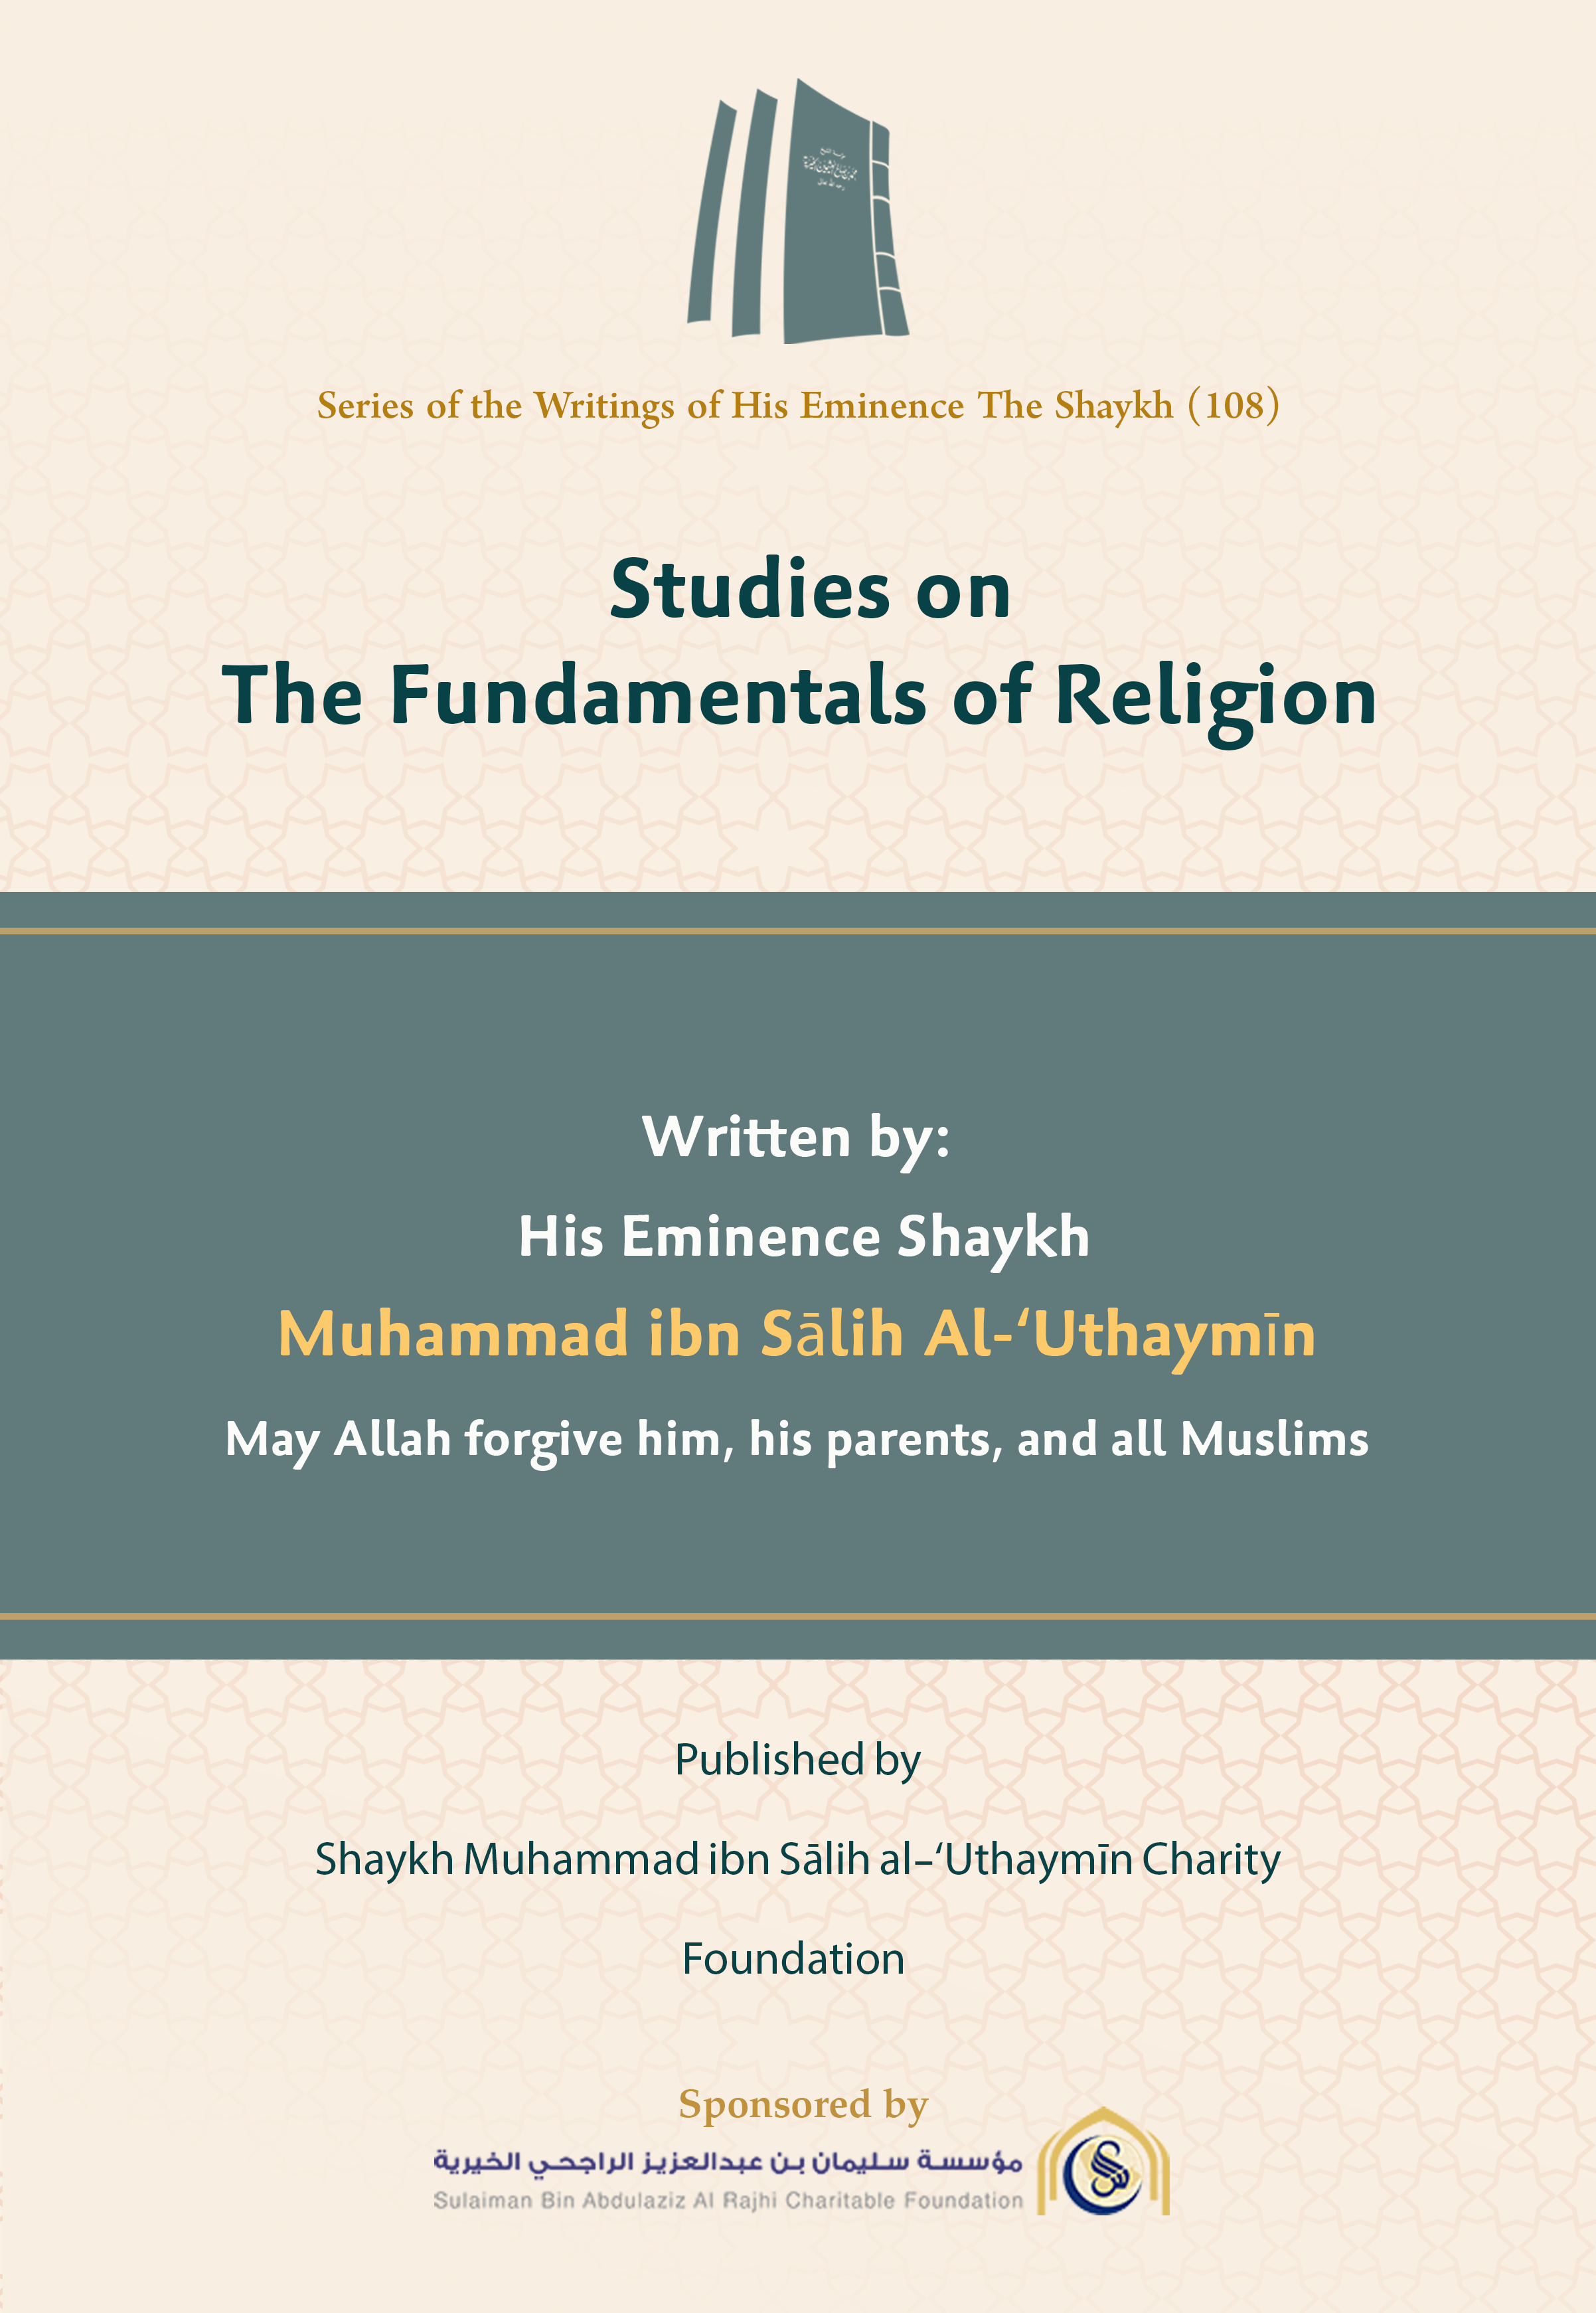 Series of the Writings of His Eminence The Shaykh (108)
Studies on
The Fundamentals of Religion
Written by:
His Eminence Shaykh
Muhammad ibn Sālih Al-‘Uthaymīn
May Allah forgive him, his parents, and all Muslims
Published by
Shaykh Muhammad ibn Sālih al–‘Uthaymīn Charity
Foundation
Sponsored by
مؤسسة سليمان بن عبدالعزيز الراجحي الخيرية
Sulaiman Bin Abdulaziz Al Rajhi Charitable Foundation